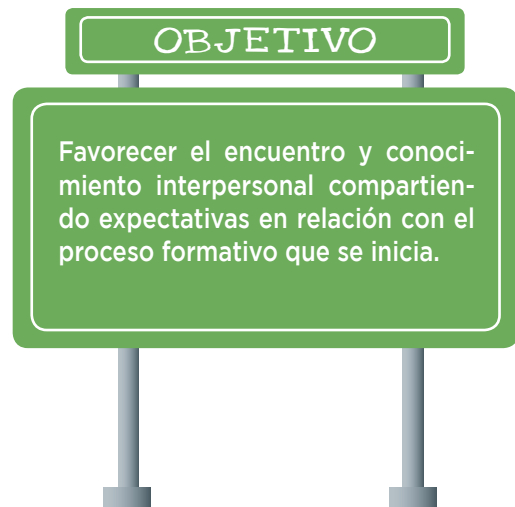 OBJETIVO
Favorecer el encuentro y conoci-
miento interpersonal compartien-
do expectativas en relación con el
proceso formativo que se inicia.